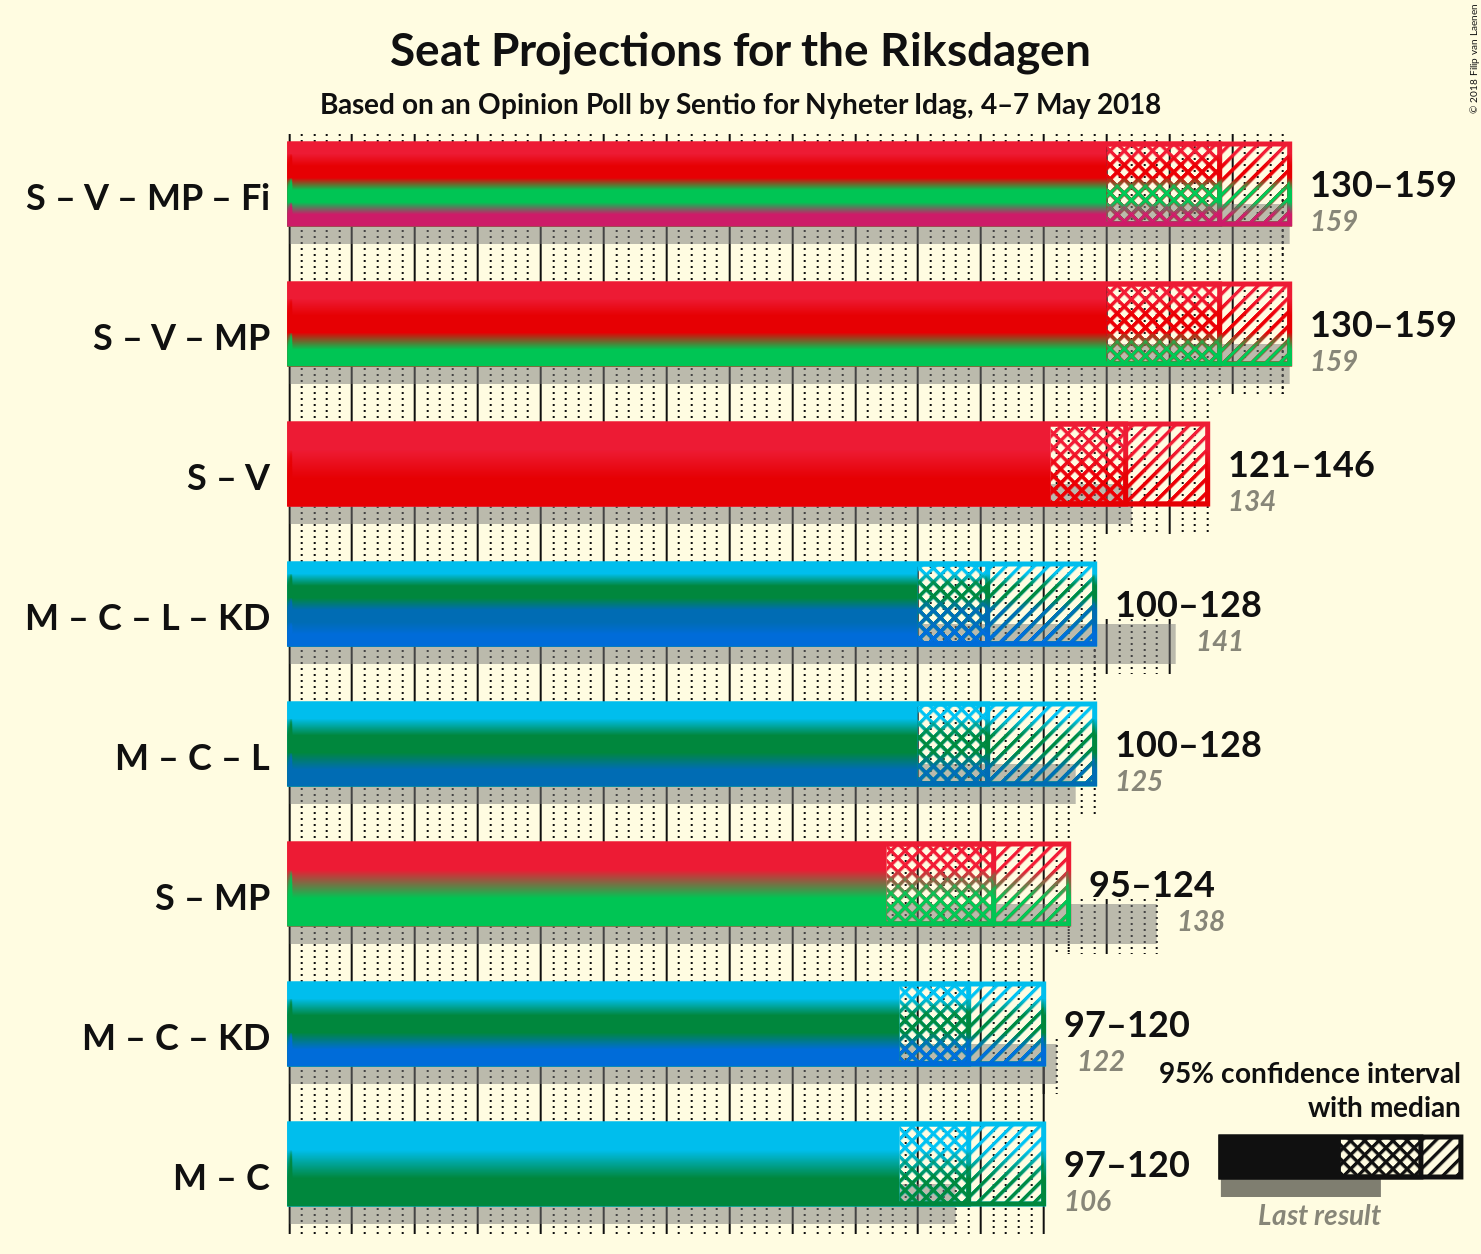 Seat Projections for the Riksdagen
Based on an Opinion Poll by Sentio for Nyheter Idag, 4–7 May 2018
© 2018 Filip van Laenen
S – V – MP – Fi
130–159
159
S – V – MP
130–159
159
S – V
121–146
134
M – C – L – KD
100–128
141
M – C – L
100–128
125
S – MP
95–124
138
M – C – KD
97–120
122
M – C
97–120
106
95% confidence interval
with median
Last result